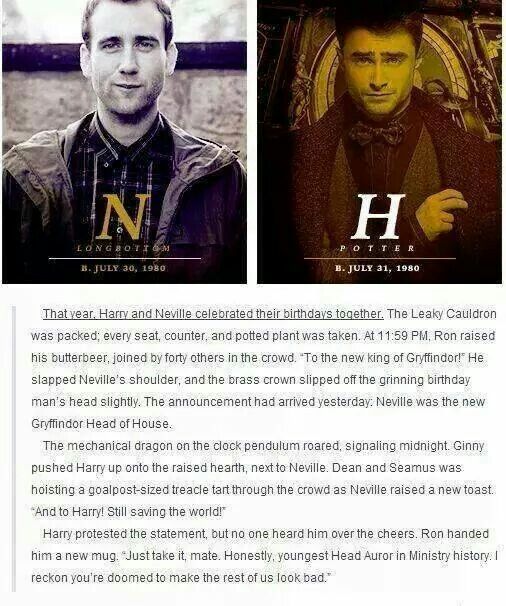 N
LONGBOTTOM
B. JULY 30, 1980
H
POTTER
B. JULY 31, 1980
That year, Harry and Neville celebrated their birthdays together. The Leaky Cauldron
was packed; every seat, counter, and potted plant was taken. At 11:59 PM, Ron raised
his butterbeer, joined by forty others in the crowd. “To the new king of Gryffindor!” He
slapped Neville’s shoulder, and the brass crown slipped off the grinning birthday
man’s head slightly. The announcement had arrived yesterday: Neville was the new
Gryffindor Head of House.
The mechanical dragon on the clock pendulum roared, signaling midnight. Ginny
pushed Harry up onto the raised hearth, next to Neville. Dean and Seamus was
hoisting a goalpost-sized treacle tart through the crowd as Neville raised a new toast.
“And to Harry! Still saving the world!”
Harry protested the statement, but no one heard him over the cheers. Ron handed
him a new mug. “Just take it, mate. Honestly, youngest Head Auror in Ministry history. I
reckon you’re doomed to make the rest of us look bad.”